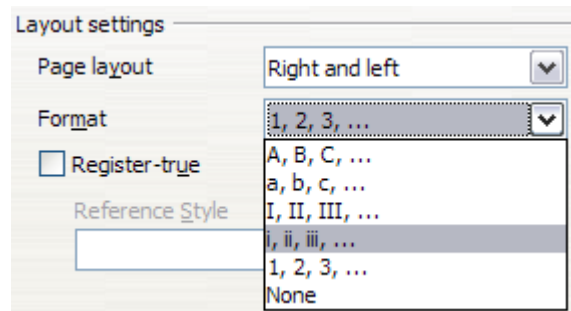 Layout settings
Page layout Right and left
Format 1, 2, 3, ...
A, B, C, ...
Register-true
a, b, c, ...
Reference Style I, II, III, ...
i, ii, iii, ...
1, 2, 3, ...
None